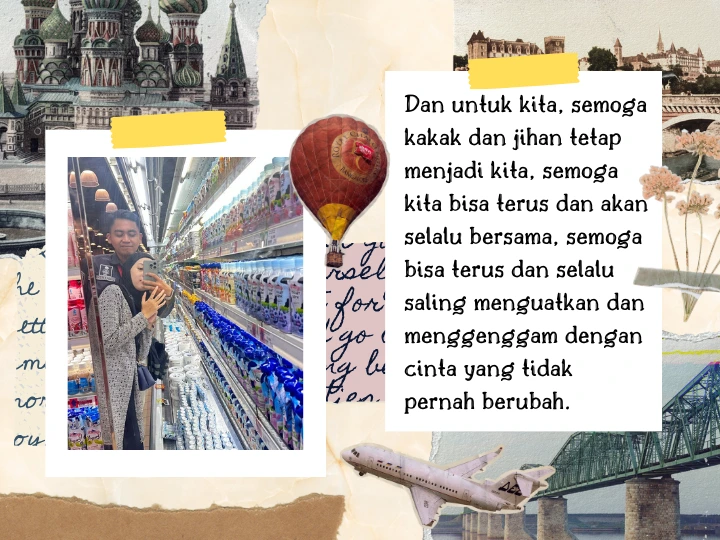 Dan untuk kita, semoga
kakak dan jihan tetap
menjadi kita, semoga
kita bisa terus dan akan
selalu bersama, semoga
bisa terus dan selalu
saling menguatkan dan
menggenggam dengan
cinta yang tidak
pernah berubah.